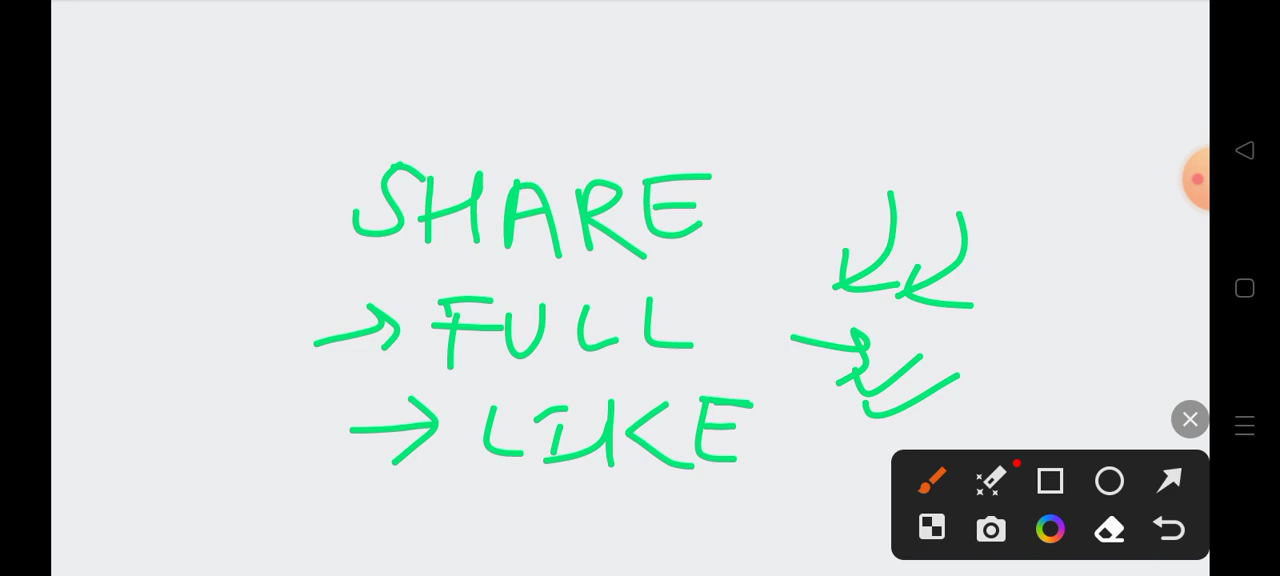 SHARE
→ FULL
→ LIKE